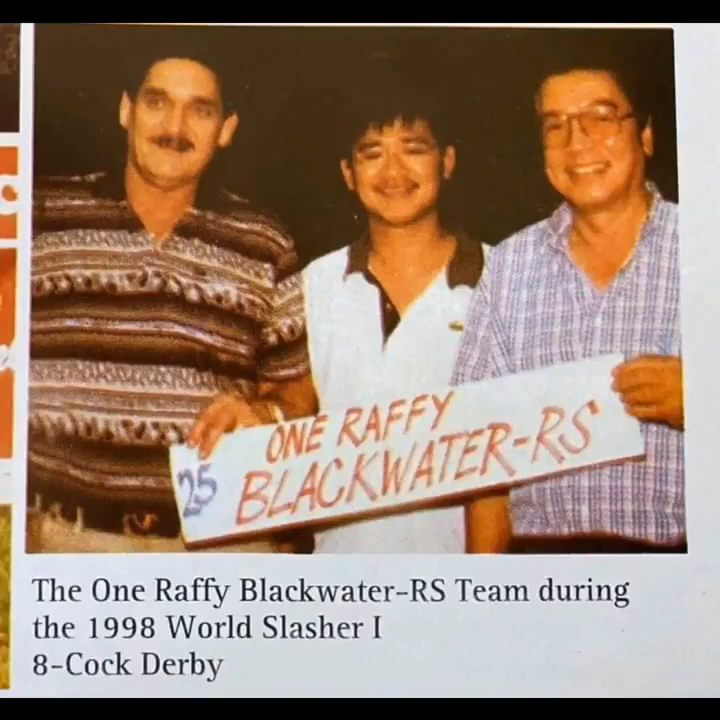 25
ONE RAFFY
BLACKWATER-RS
The One Raffy Blackwater-RS Team during
the 1998 World Slasher I
8-Cock Derby